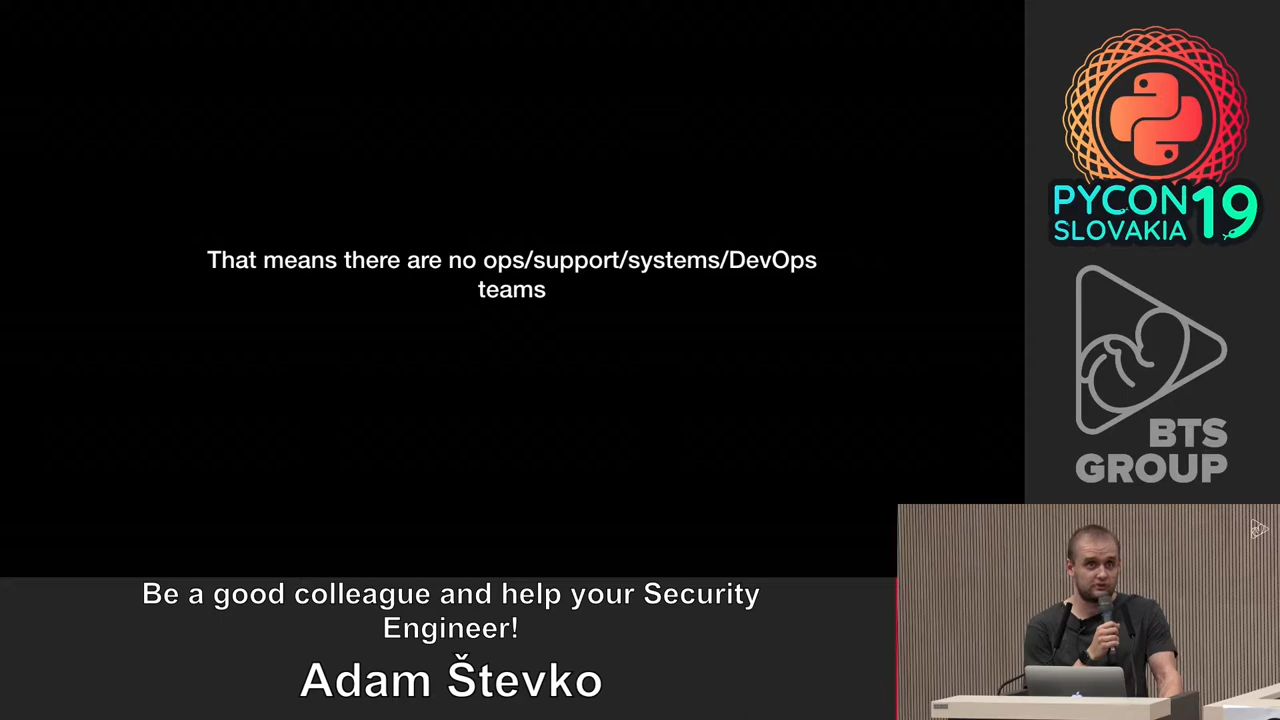 That means there are no ops/support/systems/DevOps
teams
PYCON 19
SLOVAKIA
BTS
GROUP
Be a good colleague and help your Security
Engineer!
Adam Števko